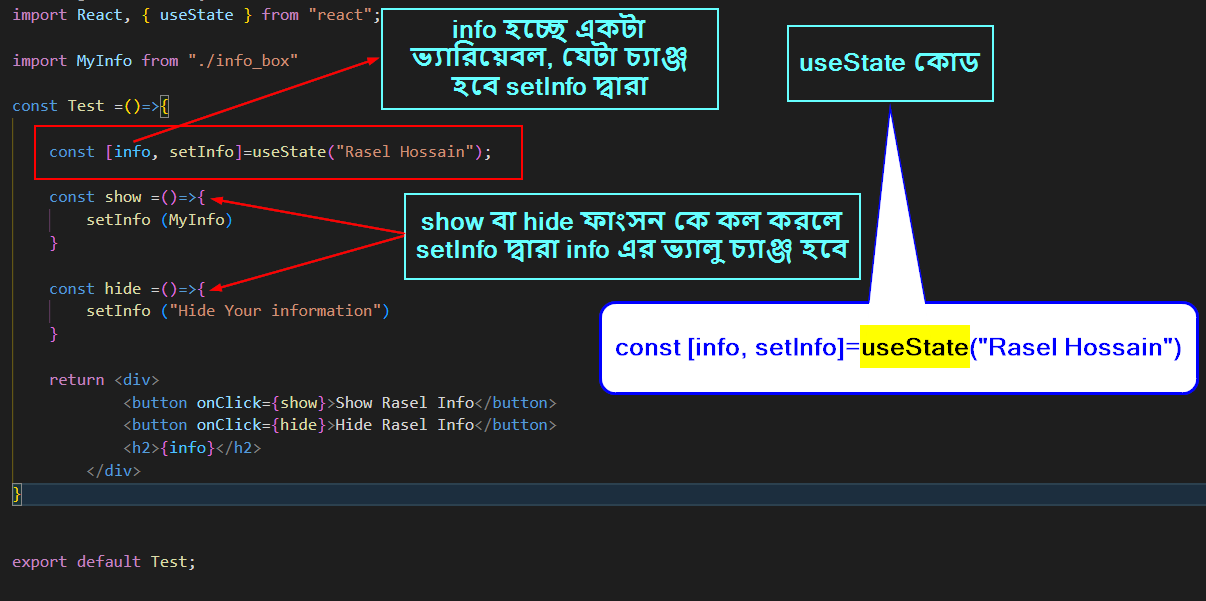 import React, { useState } from "react";
info হচ্ছে একটা
ভ্যারিয়েবল, যেটা চ্যাঞ্জ
হবে setInfo দ্বারা
useState কোড
import MyInfo from "./info_box"
const Test =()=>{
const [info, setInfo]=useState("Rasel Hossain");
const show =()=>{
setInfo (MyInfo)
}
show বা hide ফাংসন কে কল করলে
setInfo দ্বারা info এর ভ্যালু চ্যাঞ্জ হবে
const hide =()=>{
setInfo ("Hide Your information")
}
const [info, setInfo]=useState("Rasel Hossain")
return <div>
<button onClick={show}>Show Rasel Info</button>
<button onClick={hide}>Hide Rasel Info</button>
<h2>{info}</h2>
</div>
}
export default Test;